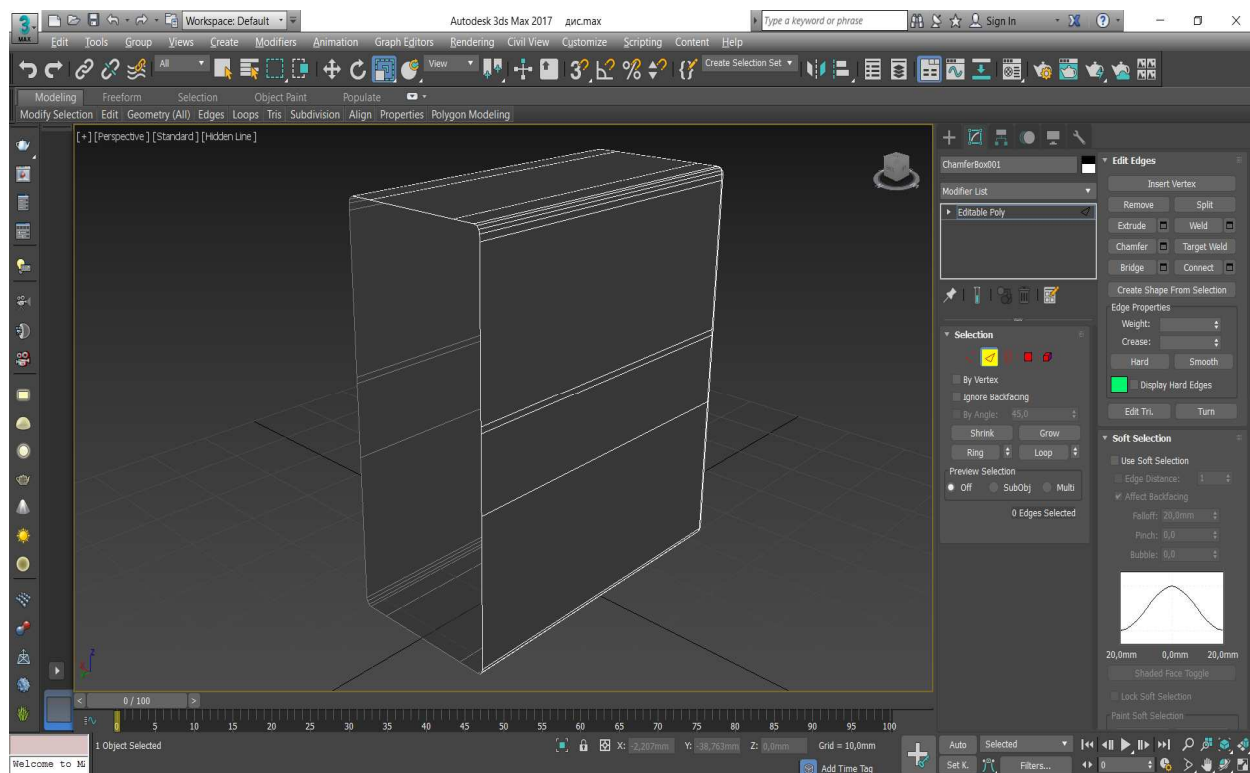 3
MAX
Workspace: Default
Autodesk 3ds Max 2017 дис.max
Type a keyword or phrase
Sign In
Edit Tools Group Views Create Modifiers Animation Graph Editors Rendering Civil View Customize Scripting Content Help
All
View
Create Selection Set
Modeling Freeform Selection Object Paint Populate
Modify Selection Edit Geometry (All) Edges Loops Tris Subdivision Align Properties Polygon Modeling
[+] [Perspective ] [Standard ] [Hidden Line ]
ChamferBox001
Modifier List
Editable Poly
Selection
By Vertex
Ignore Backfacing
By Angle: 45,0
Shrink Grow
Ring Loop
Preview Selection
Off SubObj Multi
0 Edges Selected
Edit Edges
Insert Vertex
Remove Split
Extrude Weld
Chamfer Target Weld
Bridge Connect
Create Shape From Selection
Edge Properties
Weight:
Crease:
Hard Smooth
Display Hard Edges
Edit Tri. Turn
Soft Selection
Use Soft Selection
Edge Distance: 1
Affect Backfacing
Falloff: 20,0mm
Pinch: 0,0
Bubble: 0,0
20,0mm 0,0mm 20,0mm
Shaded Face Toggle
Lock Soft Selection
Paint Soft Selection
z
0 / 100
0 5 10 15 20 25 30 35 40 45 50 55 60 65 70 75 80 85 90 95 100
1 Object Selected
X: -2,207mm Y: -38,763mm Z: 0,0mm Grid = 10,0mm
Auto Selected
Welcome to M
Add Time Tag
Set K. Filters...
0